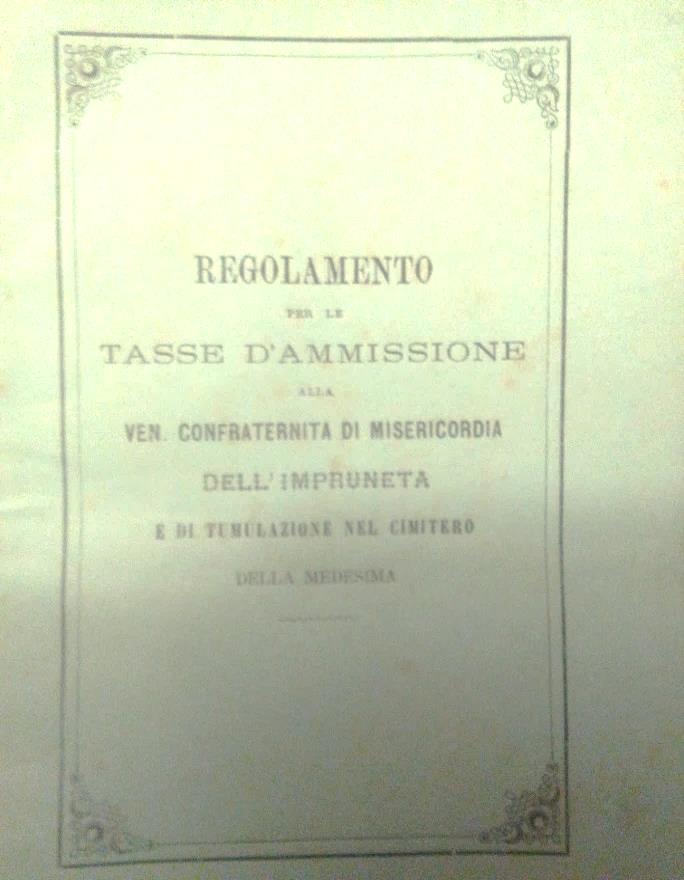 REGOLAMENTO
PER LE
TASSE D'AMMISSIONE
ALLA
VEN. CONFRATERNITA DI MISERICORDIA
DELL'IMPRUNETA
E DI TUMULAZIONE NEL CIMITERO
DELLA MEDESIMA